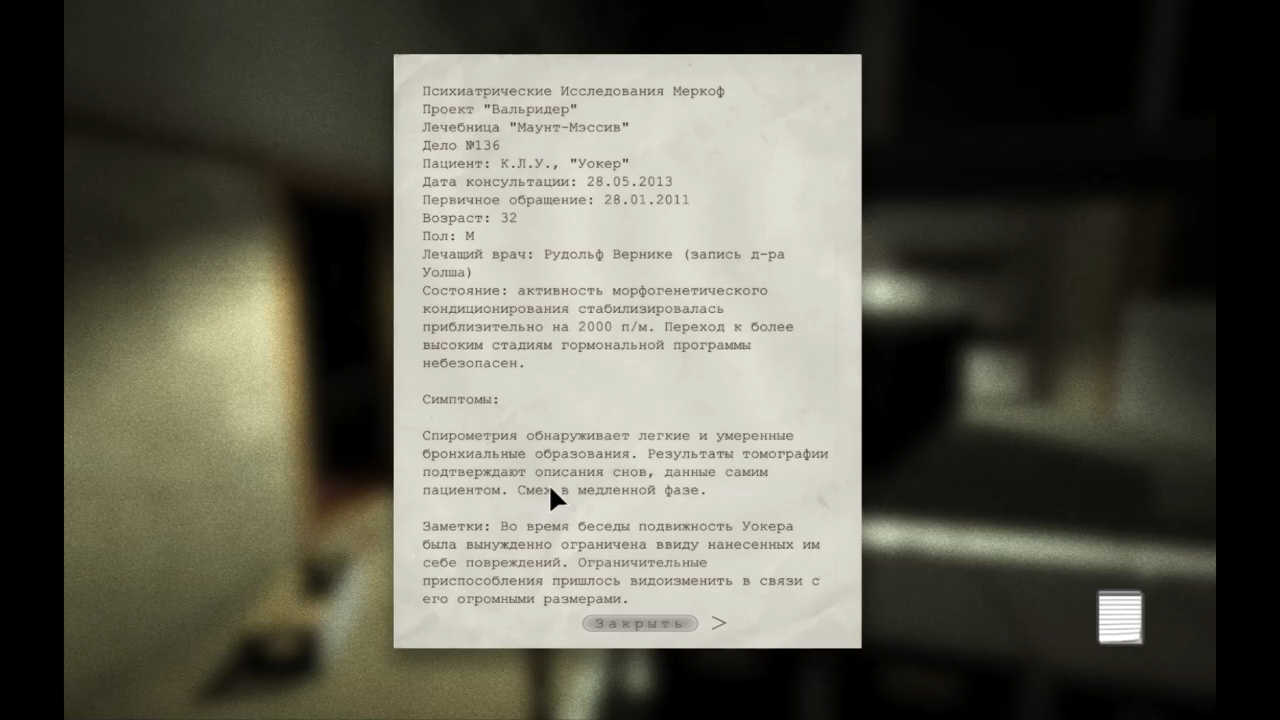 Психиатрические Исследования Меркоф
Проект "Вальридер"
Лечебница "Маунт-Мэссив"
Дело №136
Пациент: К.Л.У., "Уокер"
Дата консультации: 28.05.2013
Первичное обращение: 28.01.2011
Возраст: 32
Пол: М
Лечащий врач: Рудольф Вернике (запись д-ра
Уолша)
Состояние: активность морфогенетического
кондиционирования стабилизировалась
приблизительно на 2000 п/м. Переход к более
высоким стадиям гормональной программы
небезопасен.
Симптомы:
Спирометрия обнаруживает легкие и умеренные
бронхиальные образования. Результаты томографии
подтверждают описания снов, данные самим
пациентом. Смех в медленной фазе.
Заметки: Во время беседы подвижность Уокера
была вынужденно ограничена ввиду нанесенных им
себе повреждений. Ограничительные
приспособления пришлось видоизменить в связи с
его огромными размерами.
Закрыть >